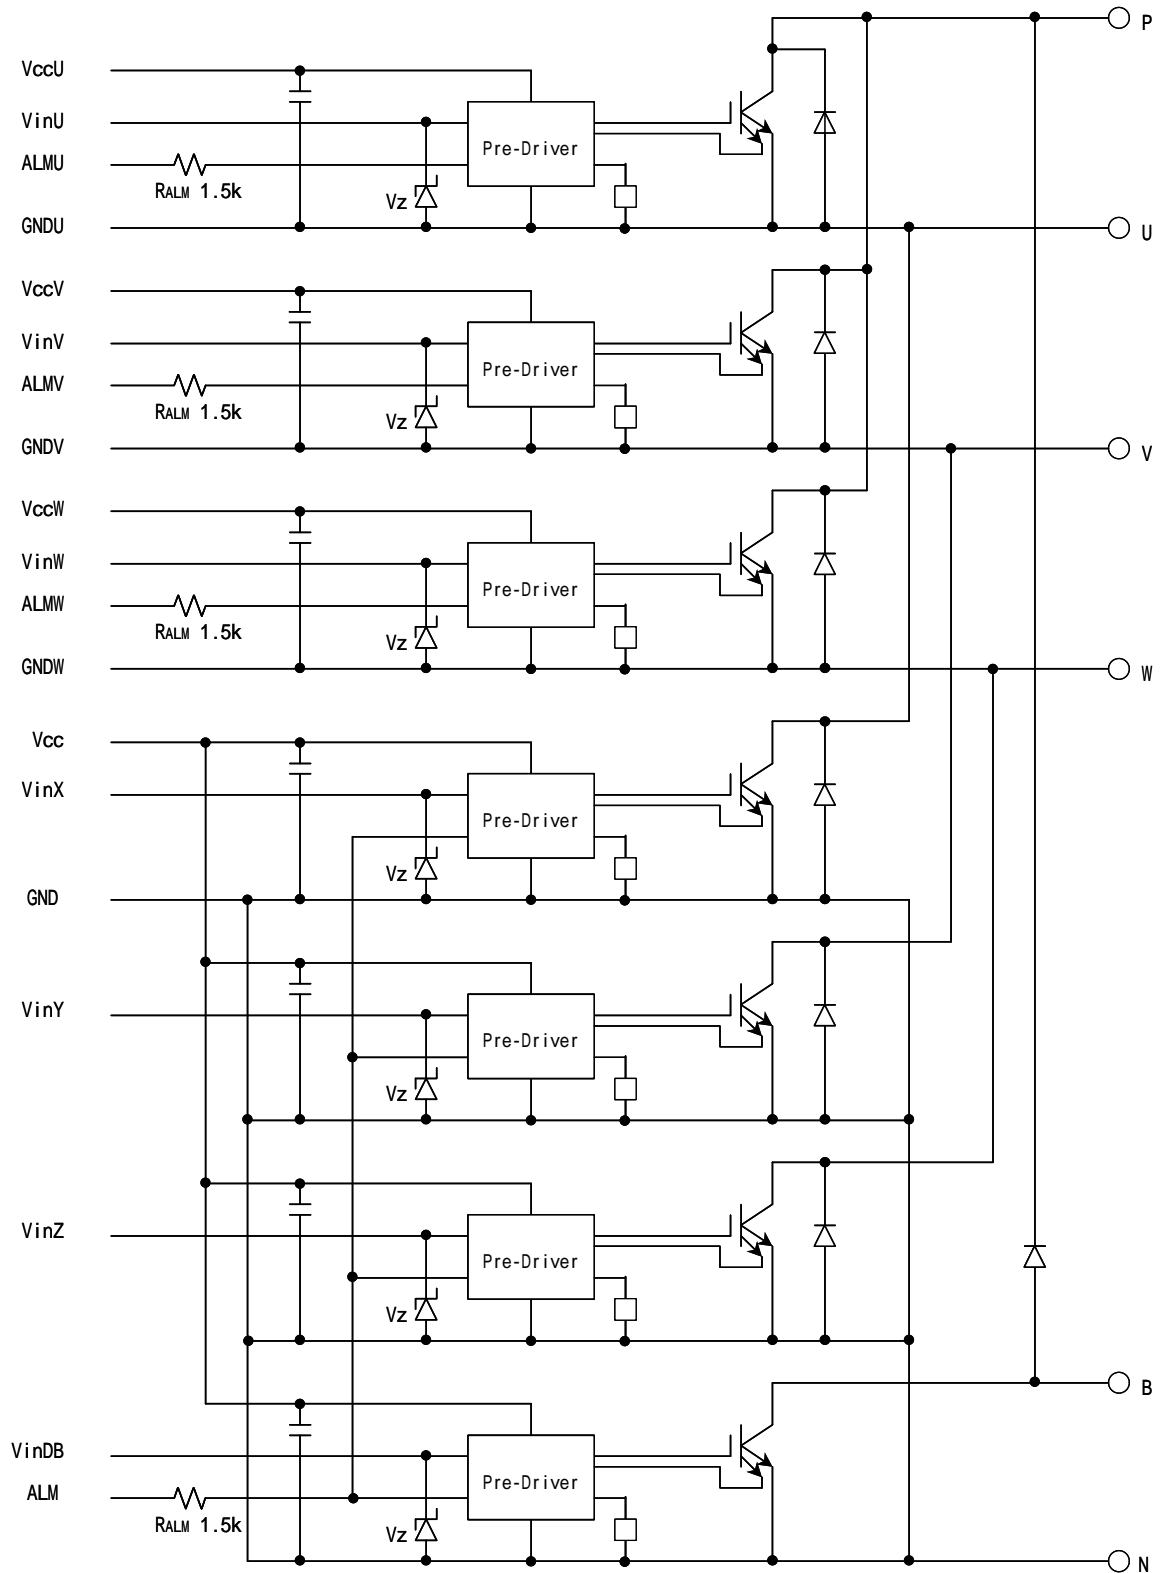 P
VccU
VinU
Pre-Driver
ALMU
RALM 1.5k
Vz
GNDU
U
VccV
VinV
Pre-Driver
ALMV
RALM 1.5k
Vz
GNDV
V
VccW
VinW
Pre-Driver
ALMW
RALM 1.5k
Vz
GNDW
W
Vcc
VinX
Pre-Driver
Vz
GND
VinY
Pre-Driver
Vz
VinZ
Pre-Driver
Vz
B
VinDB
Pre-Driver
ALM
RALM 1.5k
Vz
N